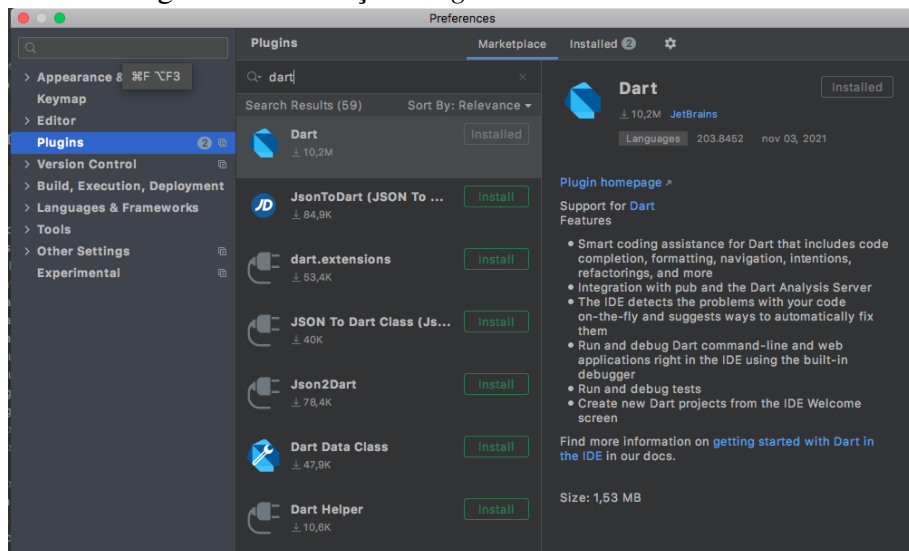 Preferences
Appearance &
⌘F ⌥F3
Keymap
Editor
Plugins 2
Version Control
Build, Execution, Deployment
Languages & Frameworks
Tools
Other Settings
Experimental
Plugins
Marketplace
Installed 2
dart
Search Results (59) Sort By: Relevance
Dart Installed
10,2M
JsonToDart (JSON To ... Install
84,9K
dart.extensions Install
53,4K
JSON To Dart Class (Js... Install
40K
Json2Dart Install
78,4K
Dart Data Class Install
47,9K
Dart Helper Install
10,6K
Dart Installed
10,2M JetBrains
Languages 203.8452 nov 03, 2021
Plugin homepage ↗
Support for Dart
Features
• Smart coding assistance for Dart that includes code
completion, formatting, navigation, intentions,
refactorings, and more
• Integration with pub and the Dart Analysis Server
• The IDE detects the problems with your code
on-the-fly and suggests ways to automatically fix
them
• Run and debug Dart command-line and web
applications right in the IDE using the built-in
debugger
• Run and debug tests
• Create new Dart projects from the IDE Welcome
screen
Find more information on getting started with Dart in
the IDE in our docs.
Size: 1,53 MB